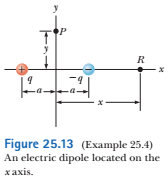 y
P
y
R
x
q
–q
a
a
x
Figure 25.13 (Example 25.4)
An electric dipole located on the
x axis.